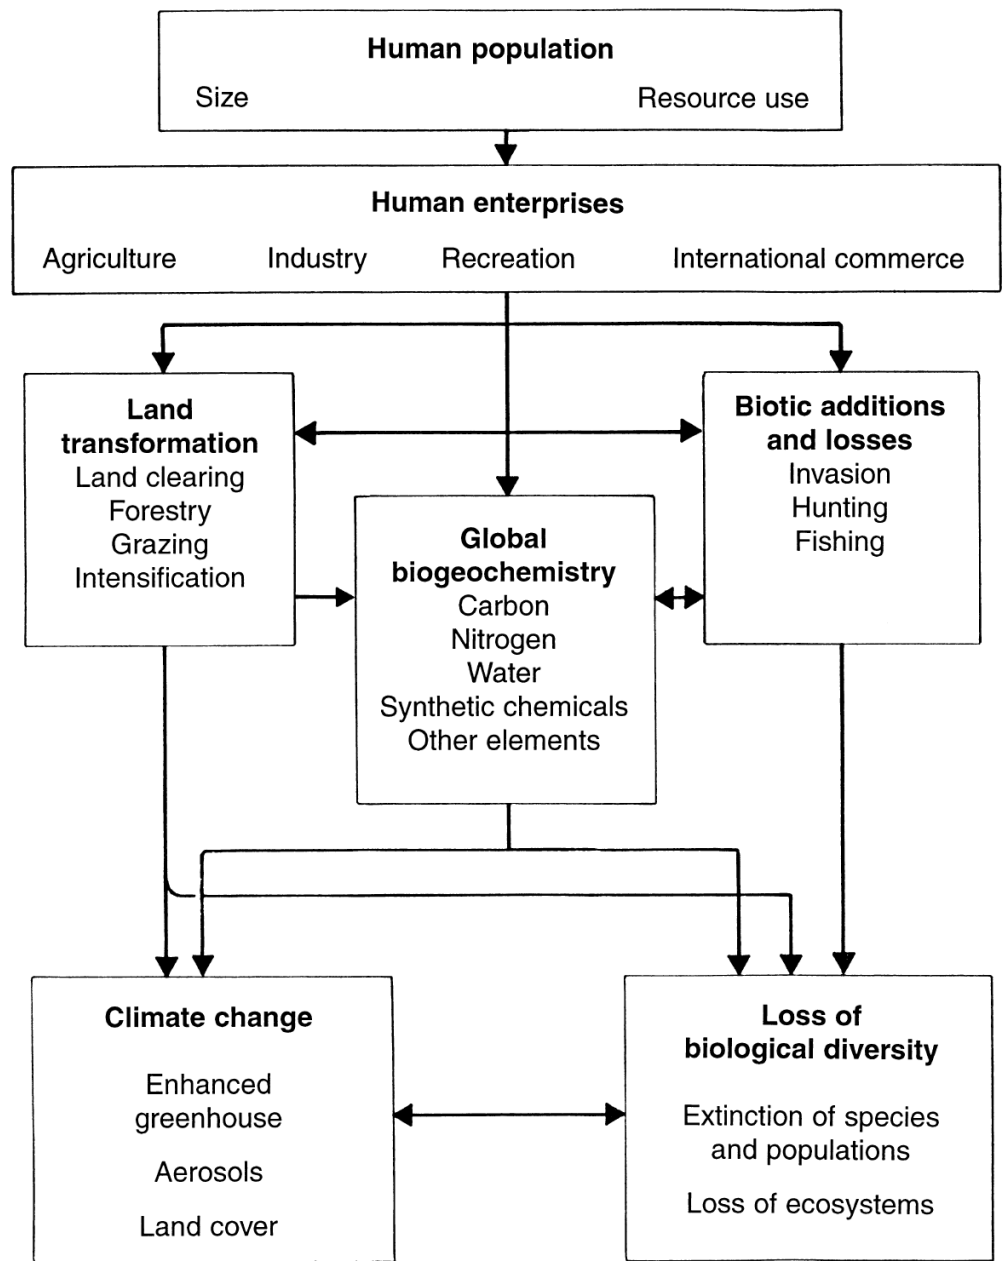 Human population
Size Resource use
Human enterprises
Agriculture Industry Recreation International commerce
Land
transformation
Land clearing
Forestry
Grazing
Intensification
Biotic additions
and losses
Invasion
Hunting
Fishing
Global
biogeochemistry
Carbon
Nitrogen
Water
Synthetic chemicals
Other elements
Climate change
Enhanced
greenhouse
Aerosols
Land cover
Loss of
biological diversity
Extinction of species
and populations
Loss of ecosystems